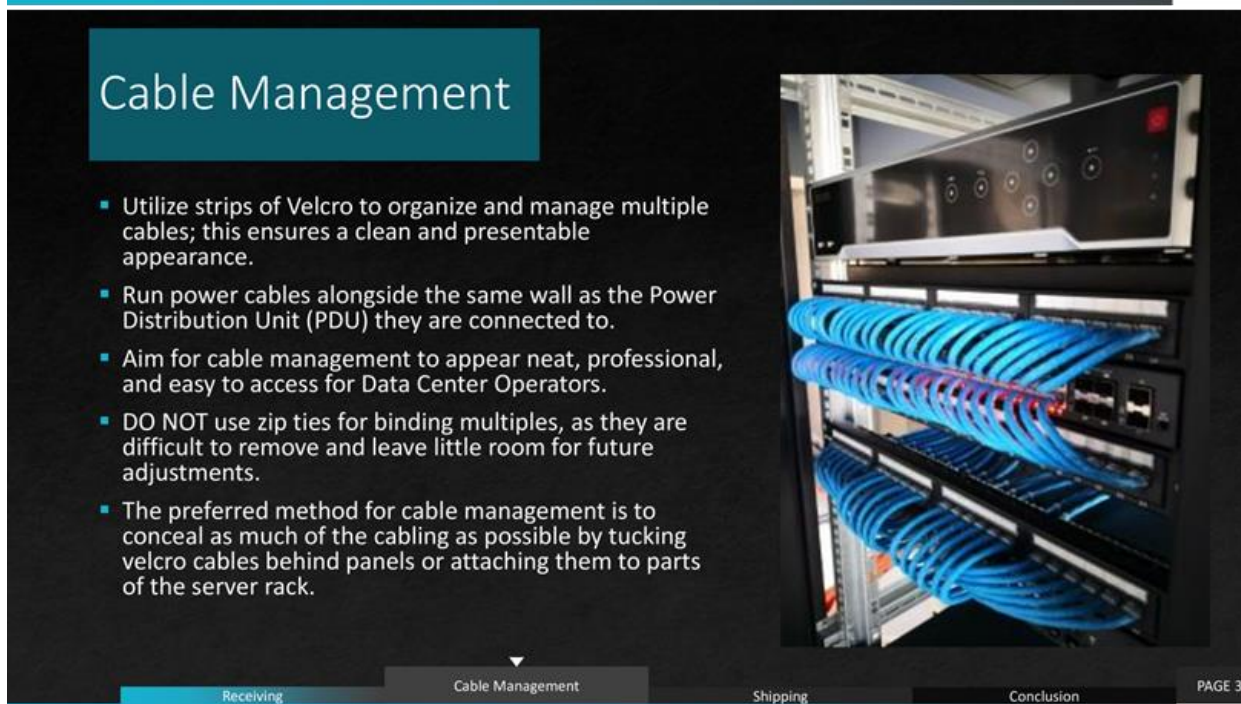 Cable Management
Utilize strips of Velcro to organize and manage multiple
cables; this ensures a clean and presentable
appearance.
Run power cables alongside the same wall as the Power
Distribution Unit (PDU) they are connected to.
Aim for cable management to appear neat, professional,
and easy to access for Data Center Operators.
DO NOT use zip ties for binding multiples, as they are
difficult to remove and leave little room for future
adjustments.
The preferred method for cable management is to
conceal as much of the cabling as possible by tucking
velcro cables behind panels or attaching them to parts
of the server rack.
Receiving
Cable Management
Shipping
Conclusion
PAGE 3